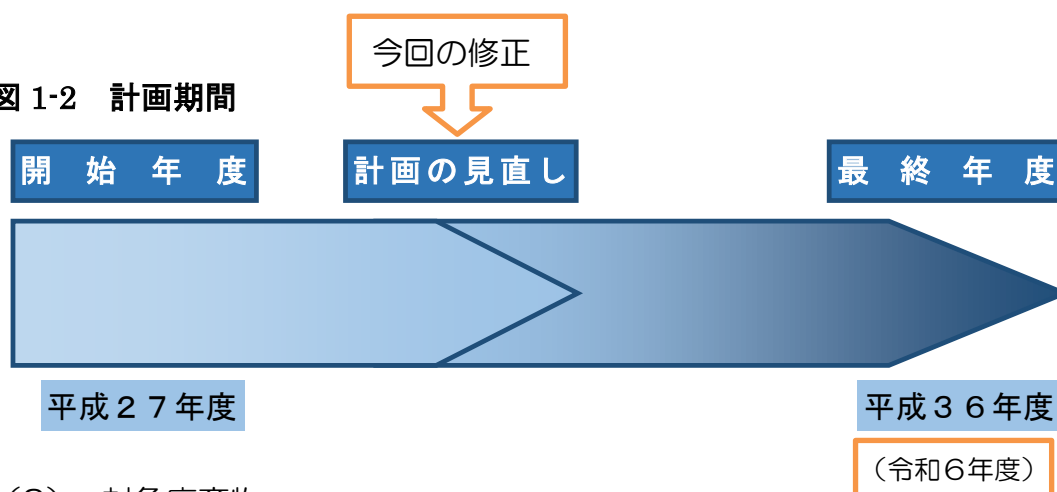 今回の修正
図 1-2 計画期間
開始年度
計画の見直し
最終年度
平成２７年度
平成３６年度
（令和６年度）